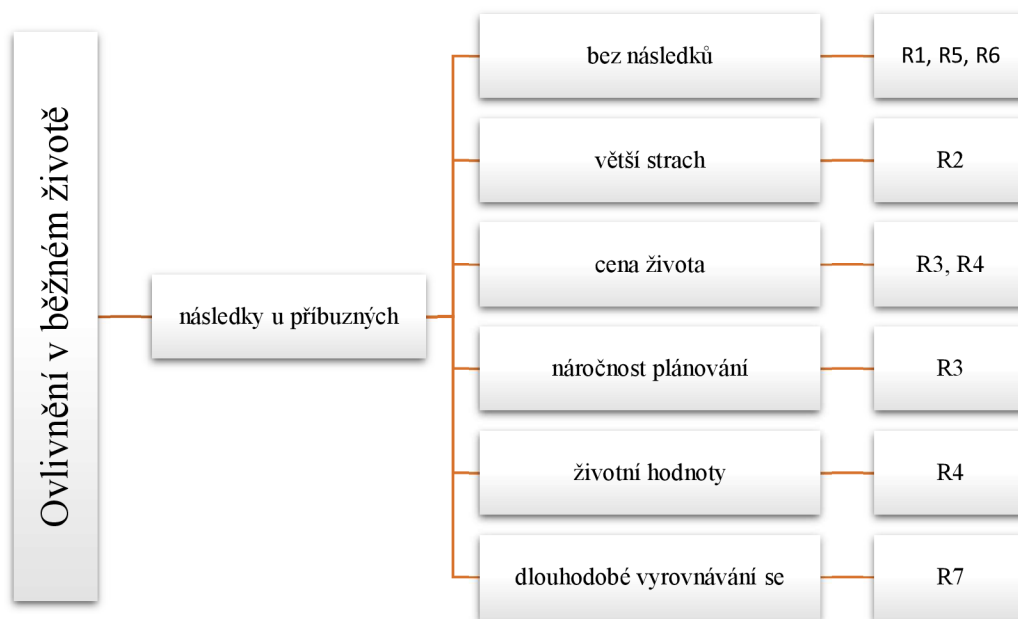 Ovlivnění v běžném životě
následky u příbuzných
bez následků
R1, R5, R6
větší strach
R2
cena života
R3, R4
náročnost plánování
R3
životní hodnoty
R4
dlouhodobé vyrovnávání se
R7